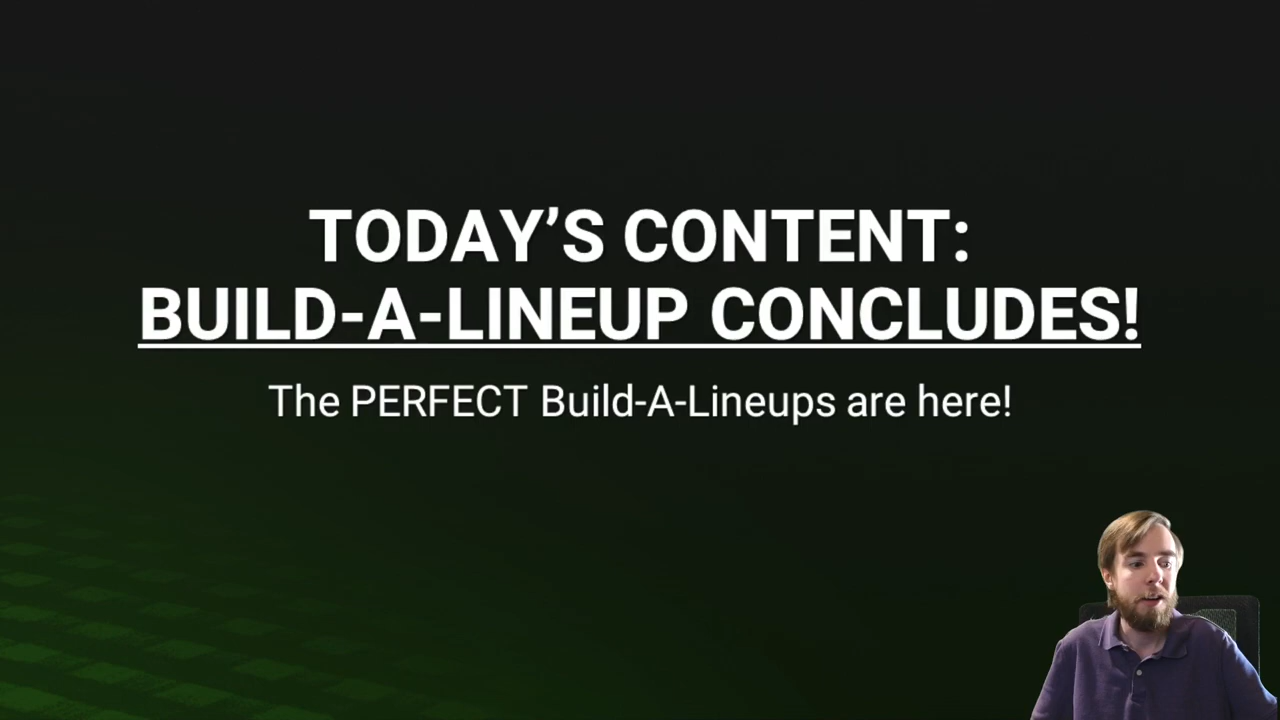 TODAY’S CONTENT:
BUILD-A-LINEUP CONCLUDES!
The PERFECT Build-A-Lineups are here!